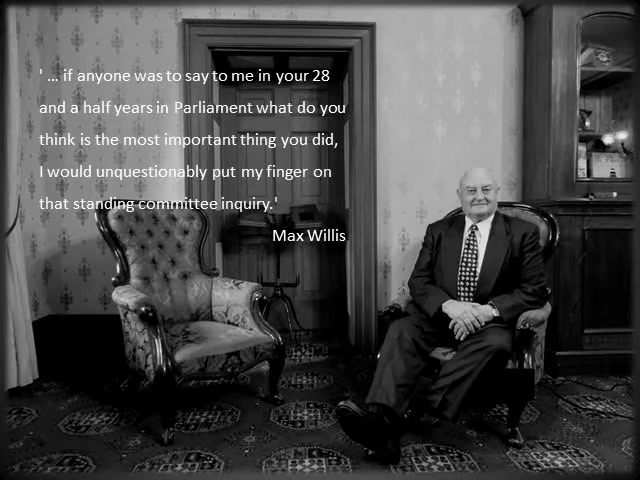 ' ... if anyone was to say to me in your 28
and a half years in Parliament what do you
think is the most important thing you did,
I would unquestionably put my finger on
that standing committee inquiry.'
Max Willis